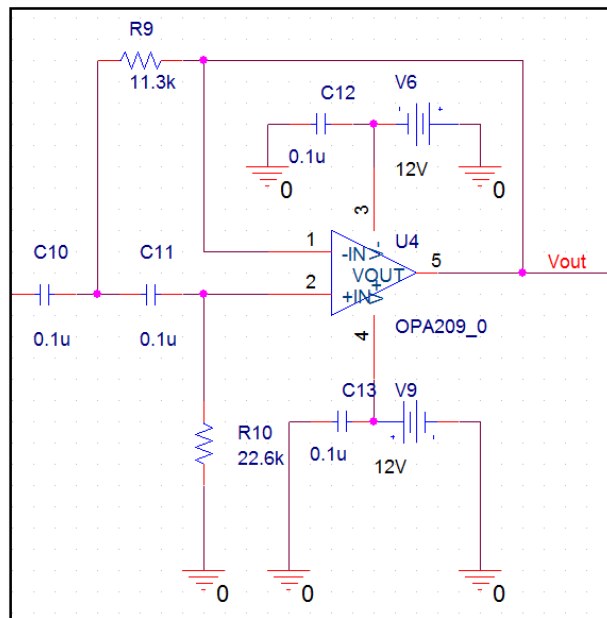 R9
11.3k
C12
V6
0.1u
0
12V
0
3
C10
C11
1
-IN
V-
U4
VOUT
5
Vout
2
+IN
V+
0.1u
0.1u
OPA209_0
4
C13
V9
R10
22.6k
0.1u
12V
0
0
0